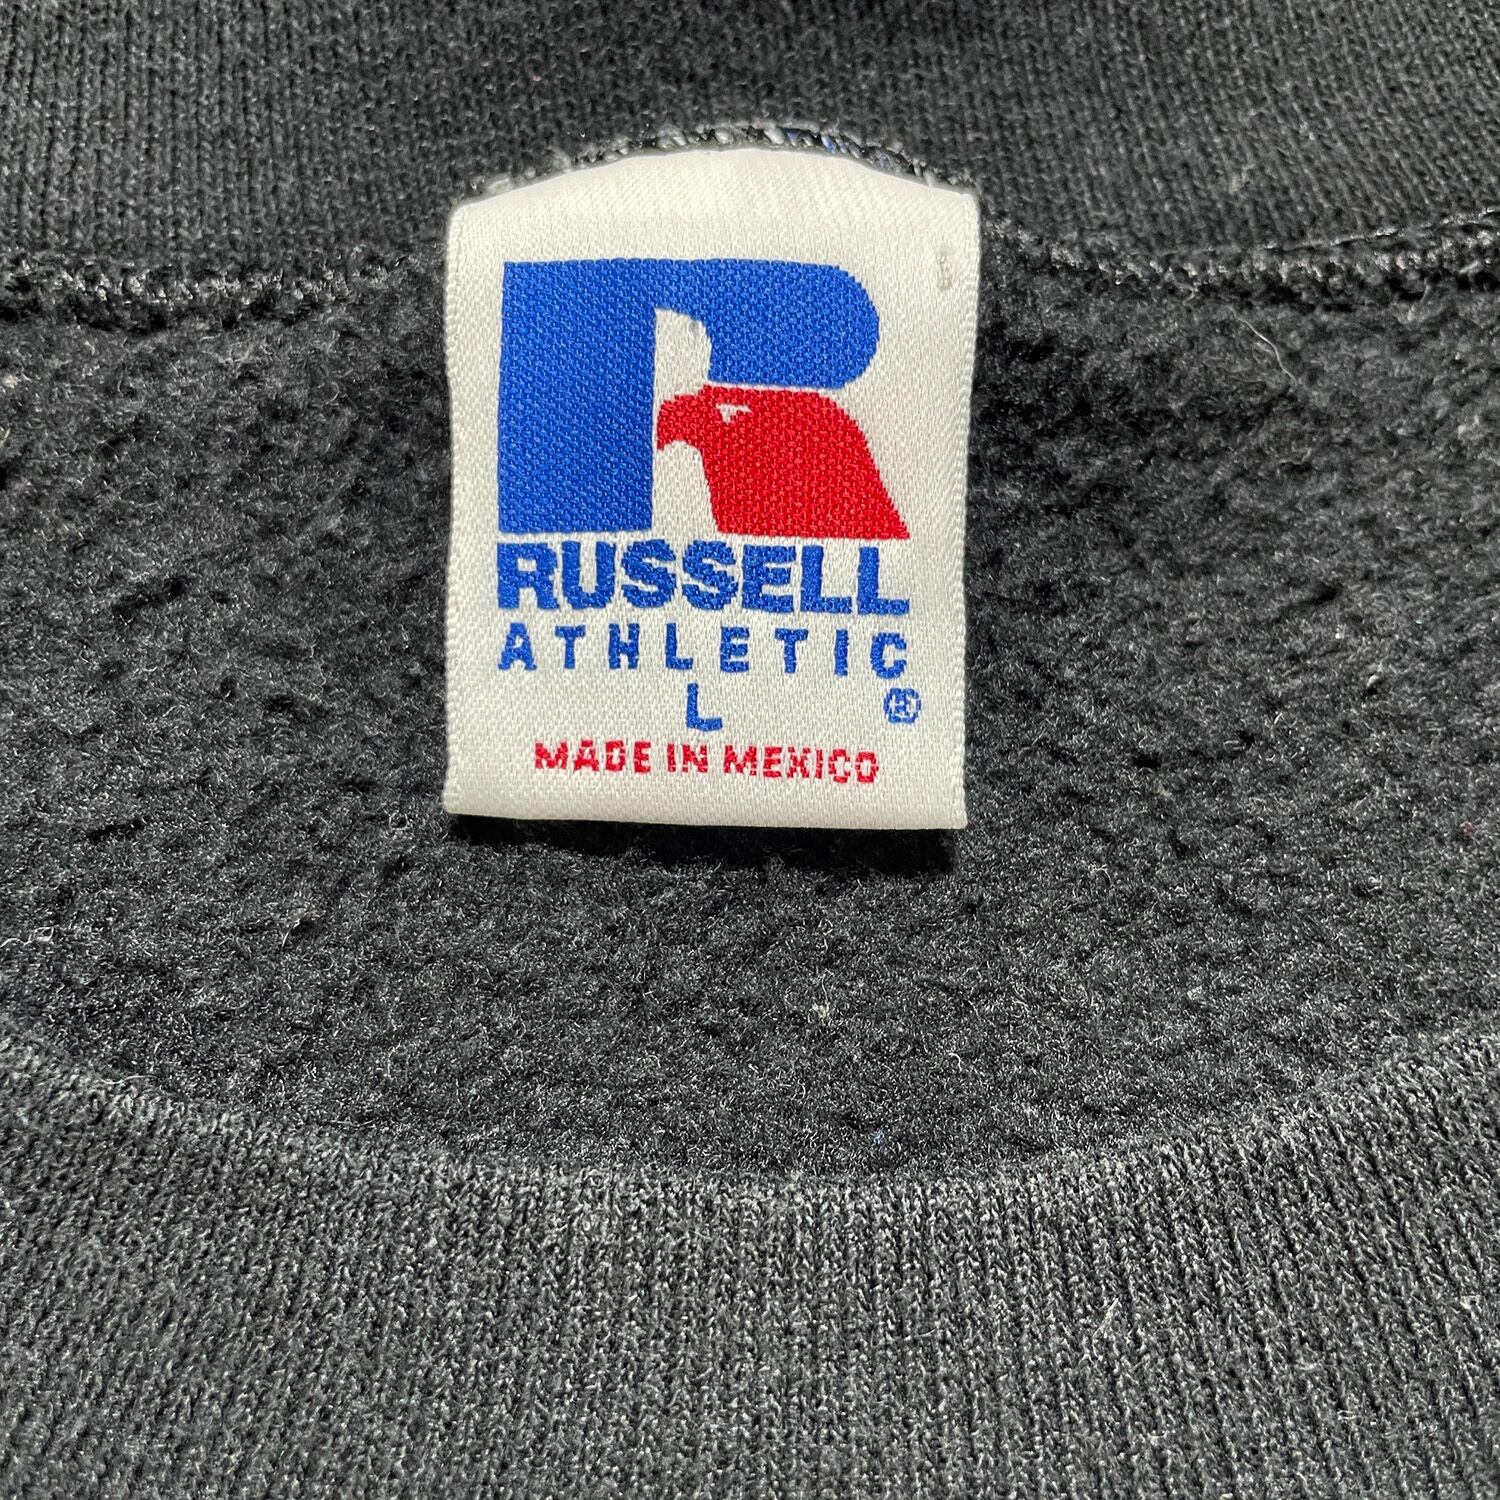 RUSSELL
ATHLETIC
L ®
MADE IN MEXICO